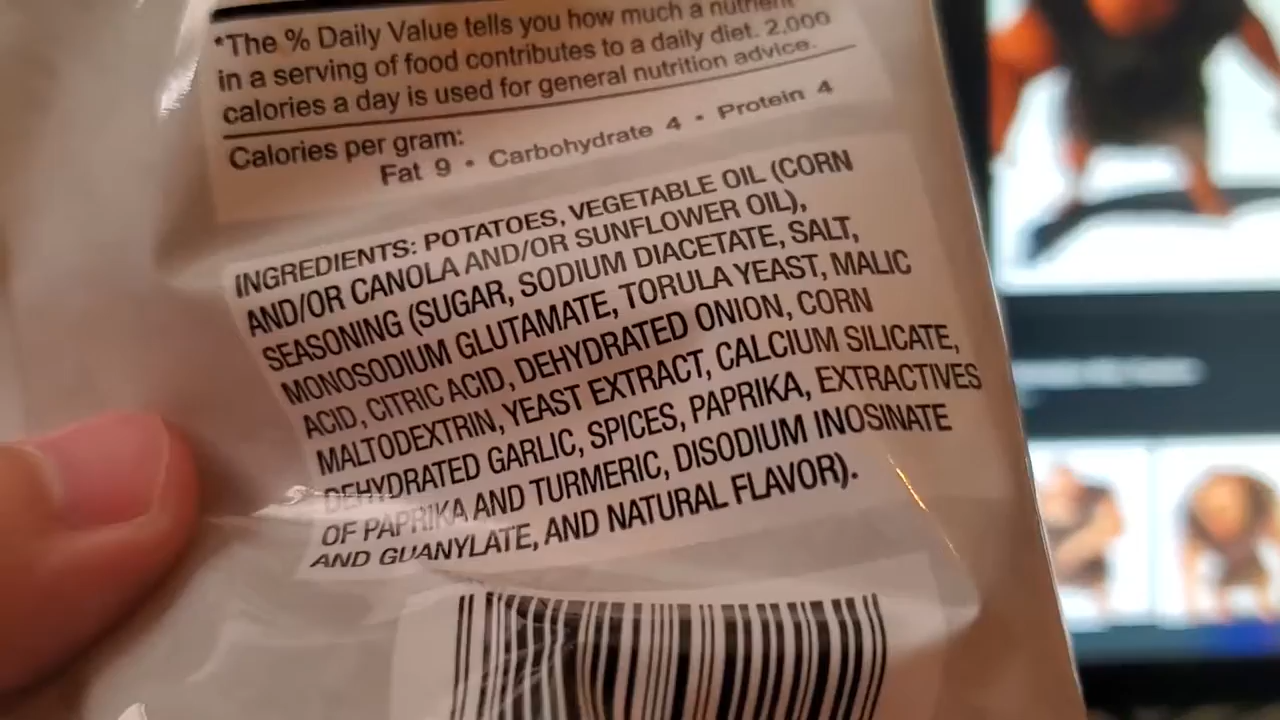 *The % Daily Value tells you how much a nutrient
in a serving of food contributes to a daily diet. 2,000
calories a day is used for general nutrition advice.
Calories per gram:
Fat 9 • Carbohydrate 4 • Protein 4
INGREDIENTS: POTATOES, VEGETABLE OIL (CORN
AND/OR CANOLA AND/OR SUNFLOWER OIL),
SEASONING (SUGAR, SODIUM DIACETATE, SALT,
MONOSODIUM GLUTAMATE, TORULA YEAST, MALIC
ACID, CITRIC ACID, DEHYDRATED ONION, CORN
MALTODEXTRIN, YEAST EXTRACT, CALCIUM SILICATE,
DEHYDRATED GARLIC, SPICES, PAPRIKA, EXTRACTIVES
OF PAPRIKA AND TURMERIC, DISODIUM INOSINATE
AND GUANYLATE, AND NATURAL FLAVOR).